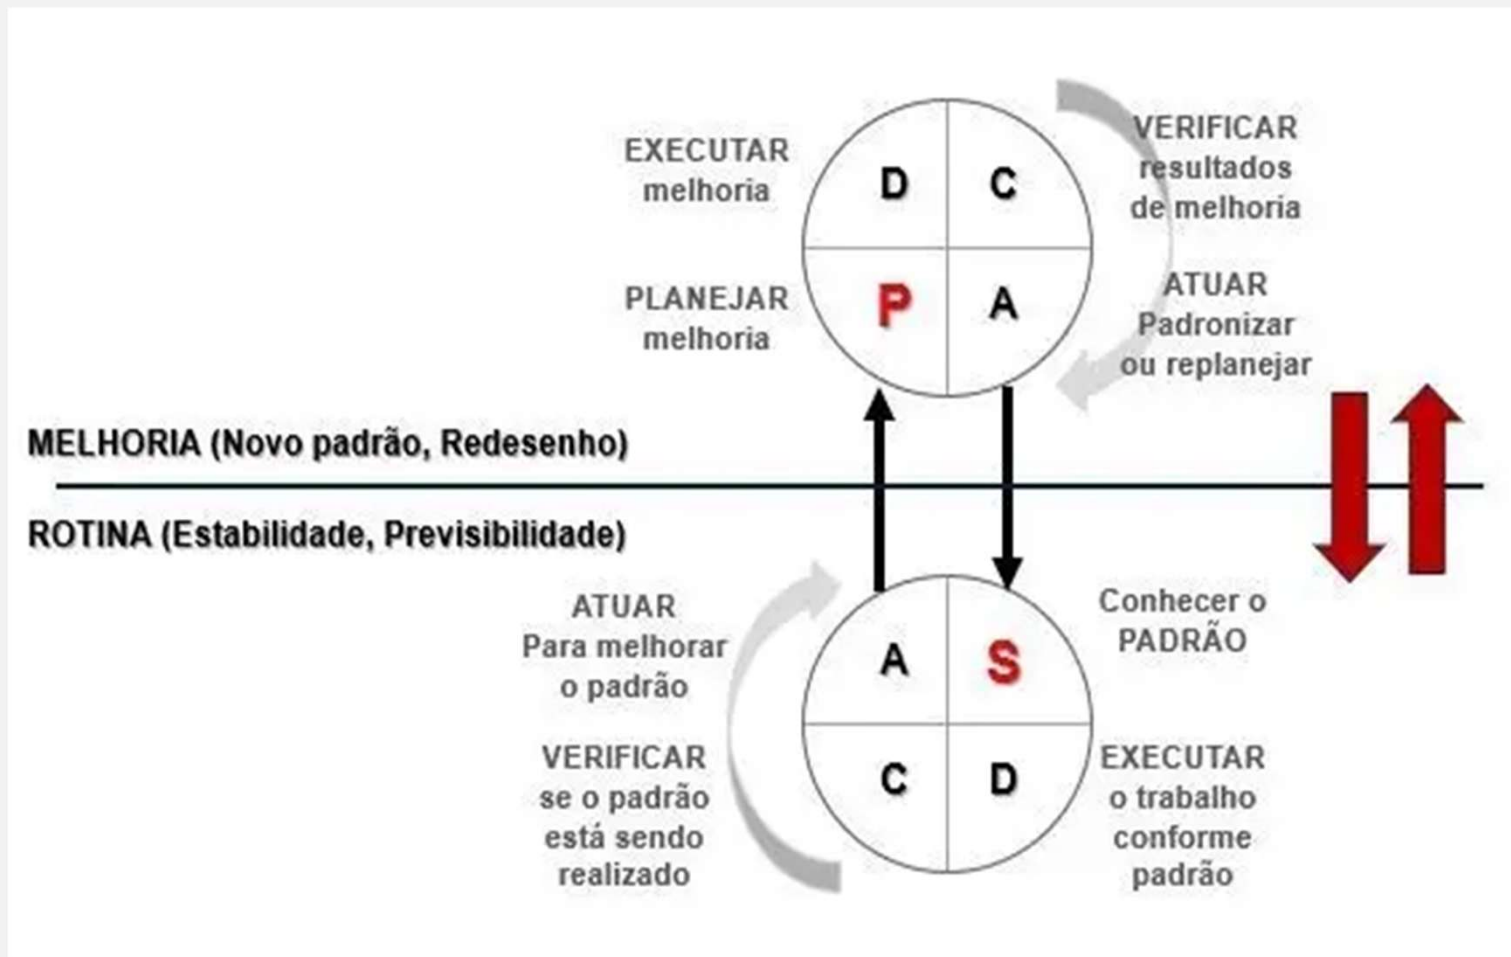 EXECUTAR
melhoria
D
C
VERIFICAR
resultados
de melhoria
PLANEJAR
melhoria
P
A
ATUAR
Padronizar
ou replanejar
MELHORIA (Novo padrão, Redesenho)
ROTINA (Estabilidade, Previsibilidade)
ATUAR
Para melhorar
o padrão
A
S
Conhecer o
PADRÃO
VERIFICAR
se o padrão
está sendo
realizado
C
D
EXECUTAR
o trabalho
conforme
padrão